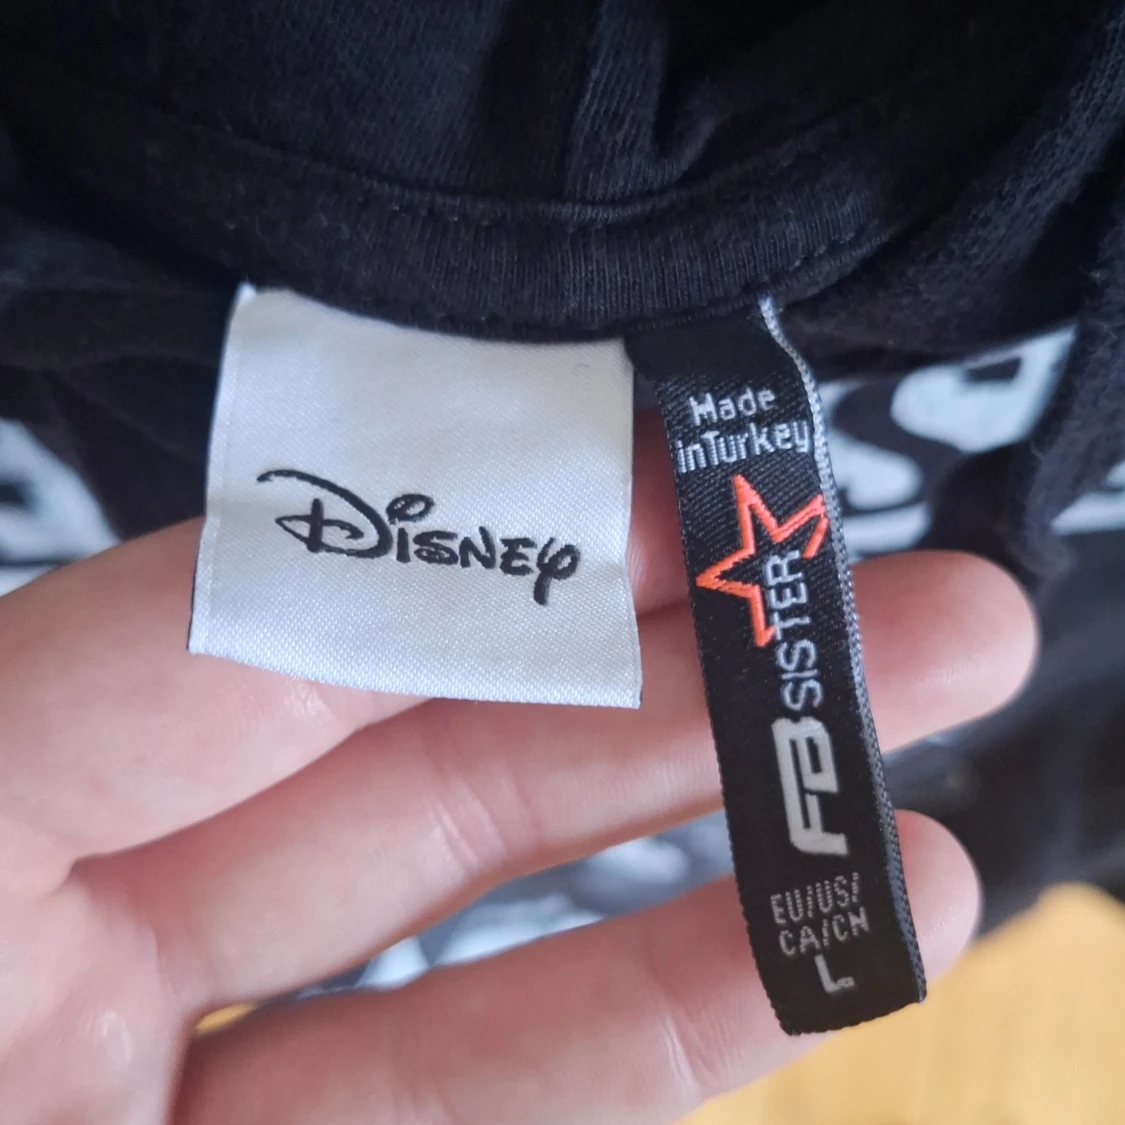 Disney
Made
in Turkey
FB SISTER
EU/US/
CA/CN
L